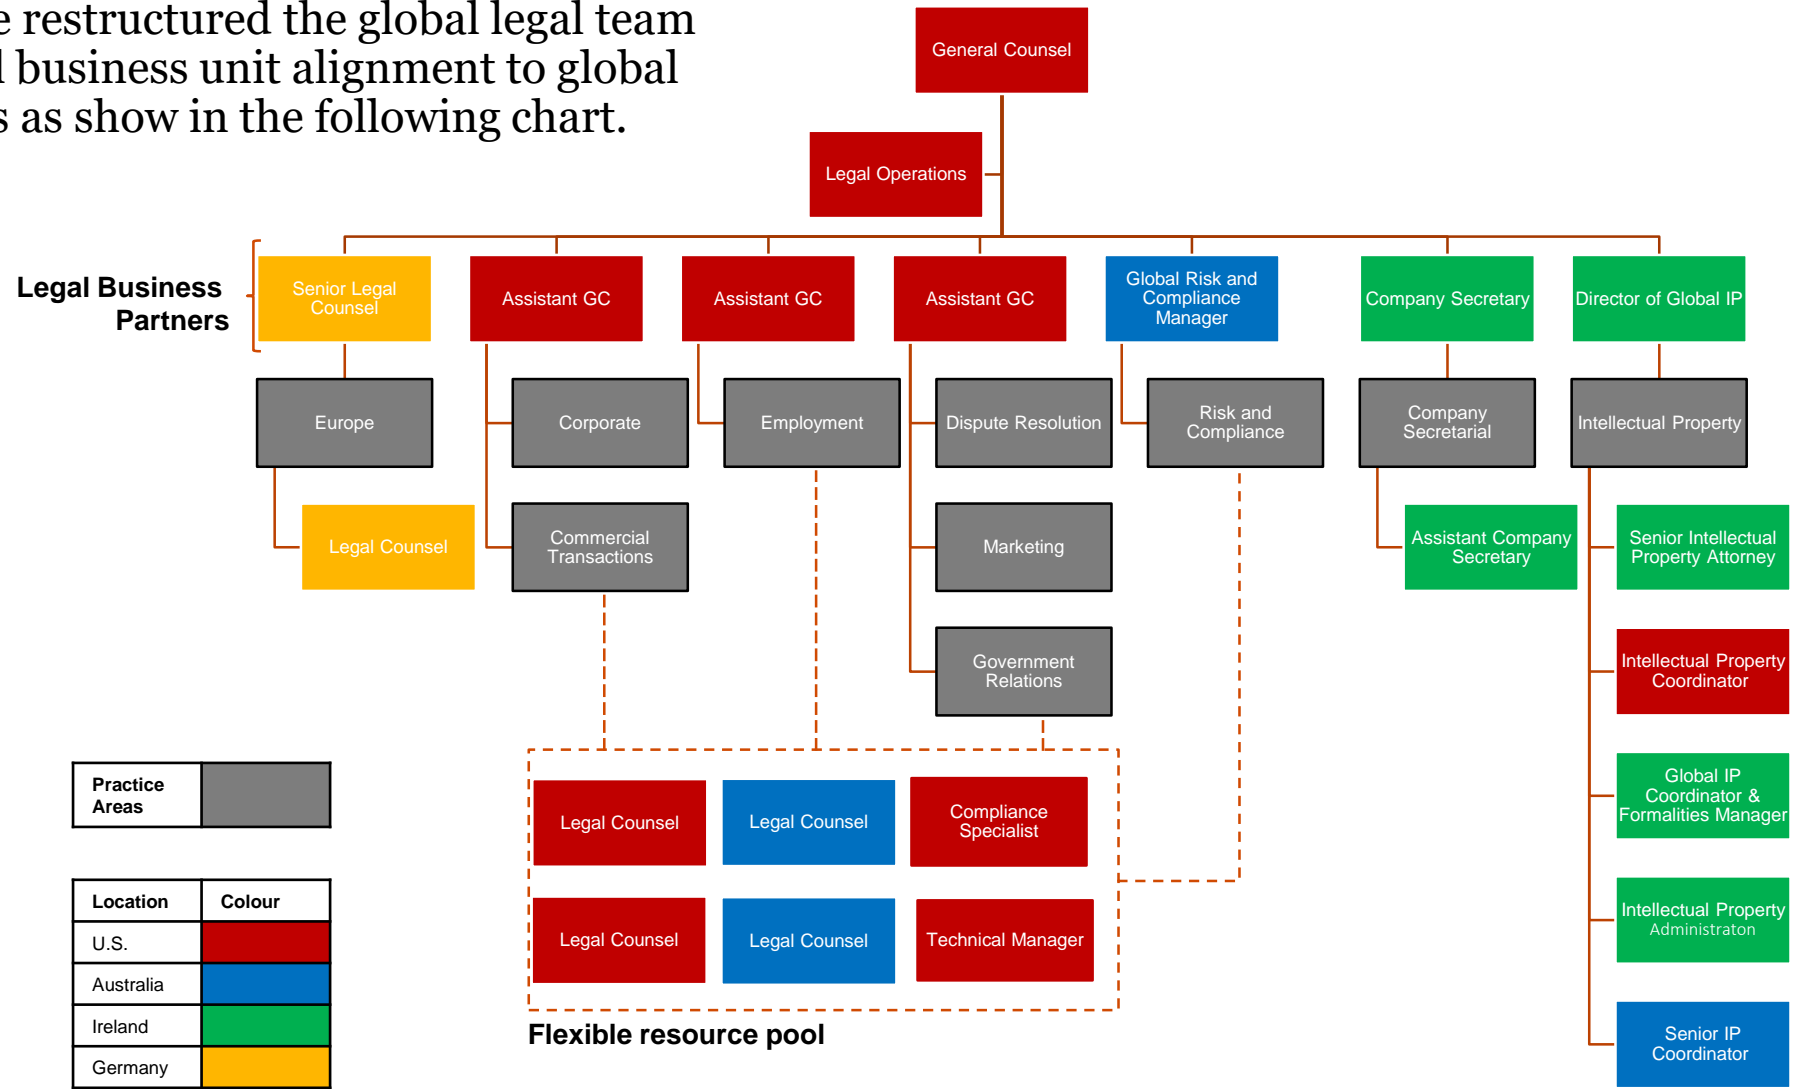 e restructured the global legal team
l business unit alignment to global
s as show in the following chart.
General Counsel
Legal Operations
Legal Business
Partners
Senior Legal
Counsel
Assistant GC
Assistant GC
Assistant GC
Global Risk and
Compliance
Manager
Company Secretary
Director of Global IP
Europe
Corporate
Employment
Dispute Resolution
Risk and
Compliance
Company
Secretarial
Intellectual Property
Legal Counsel
Commercial
Transactions
Marketing
Assistant Company
Secretary
Senior Intellectual
Property Attorney
Government
Relations
Intellectual Property
Coordinator
Global IP
Coordinator &
Formalities Manager
Intellectual Property
Administraton
Senior IP
Coordinator
Legal Counsel
Legal Counsel
Compliance
Specialist
Legal Counsel
Legal Counsel
Technical Manager
Flexible resource pool
Practice
Areas
Location Colour
U.S.
Australia
Ireland
Germany